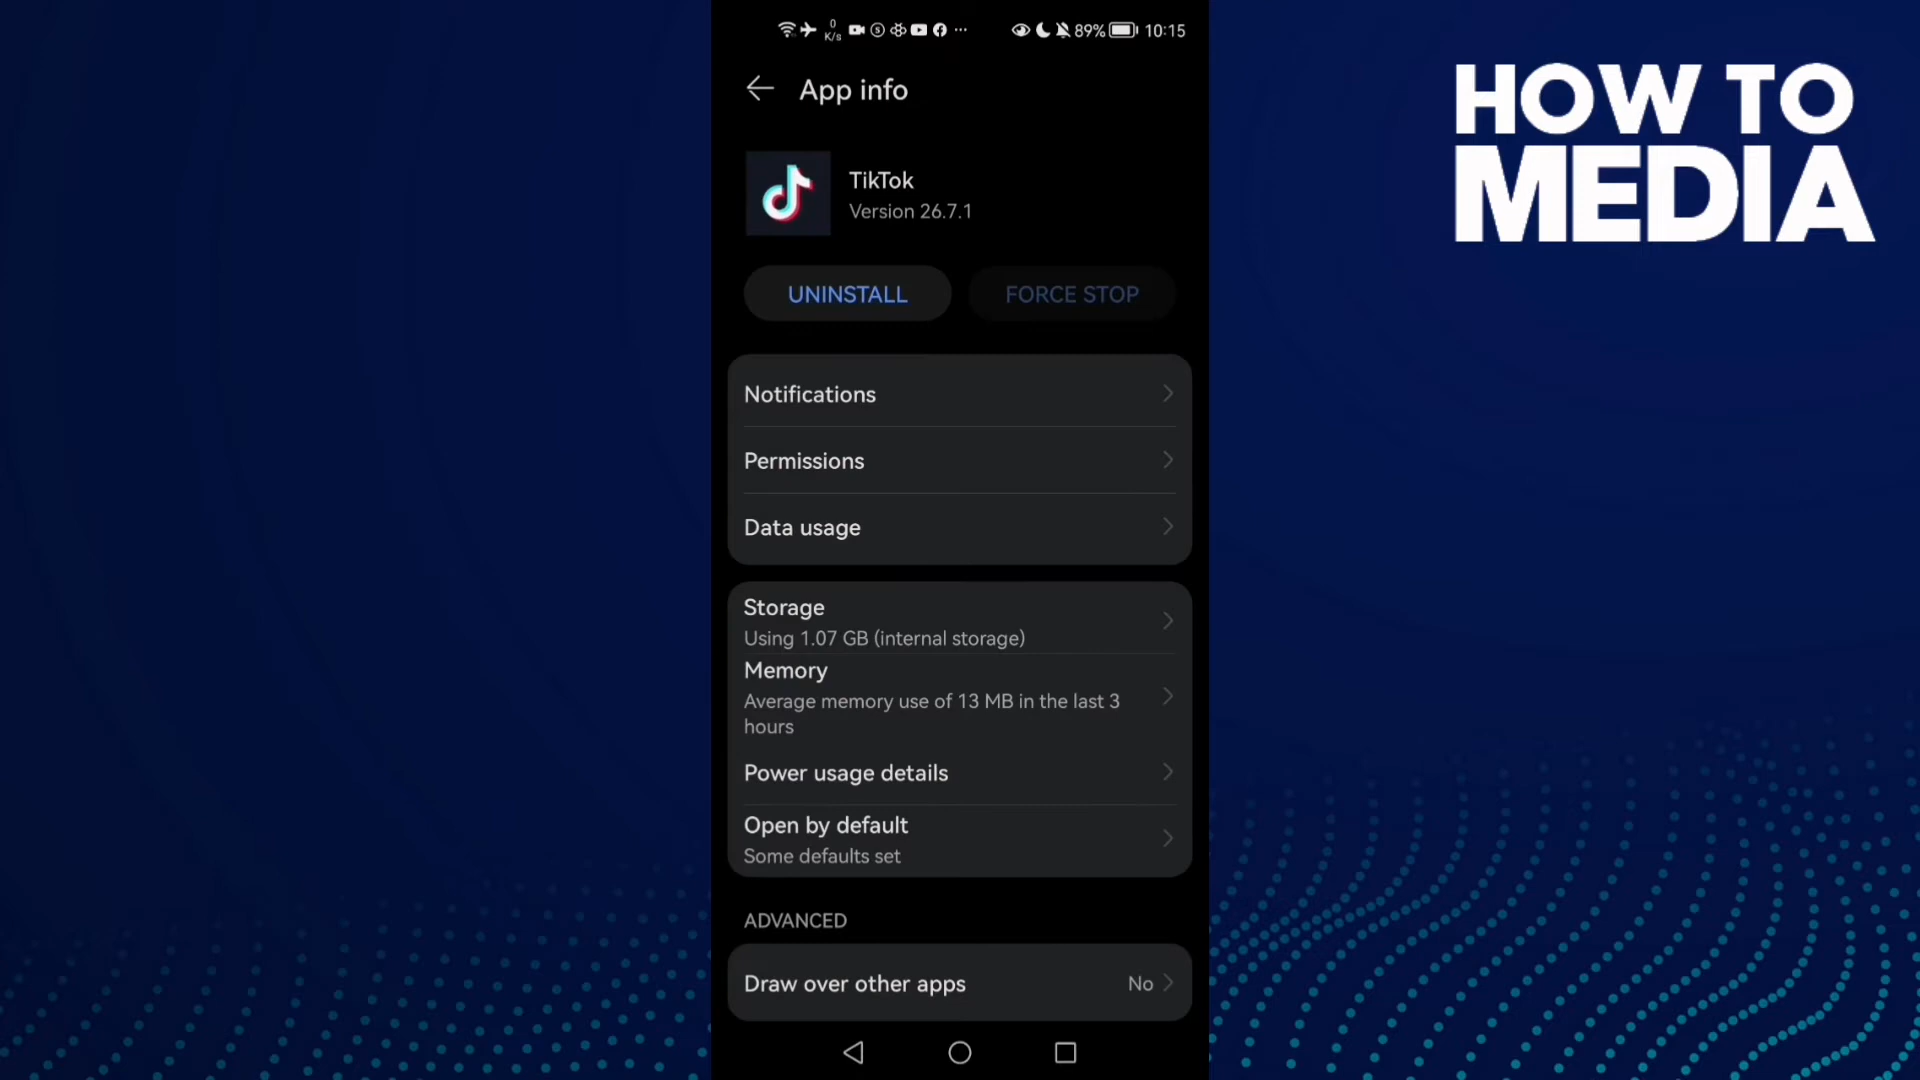 0
K/s
89%
10:15
App info
TikTok
Version 26.7.1
UNINSTALL
FORCE STOP
Notifications
Permissions
Data usage
Storage
Using 1.07 GB (internal storage)
Memory
Average memory use of 13 MB in the last 3
hours
Power usage details
Open by default
Some defaults set
ADVANCED
Draw over other apps
No
HOW TO
MEDIA